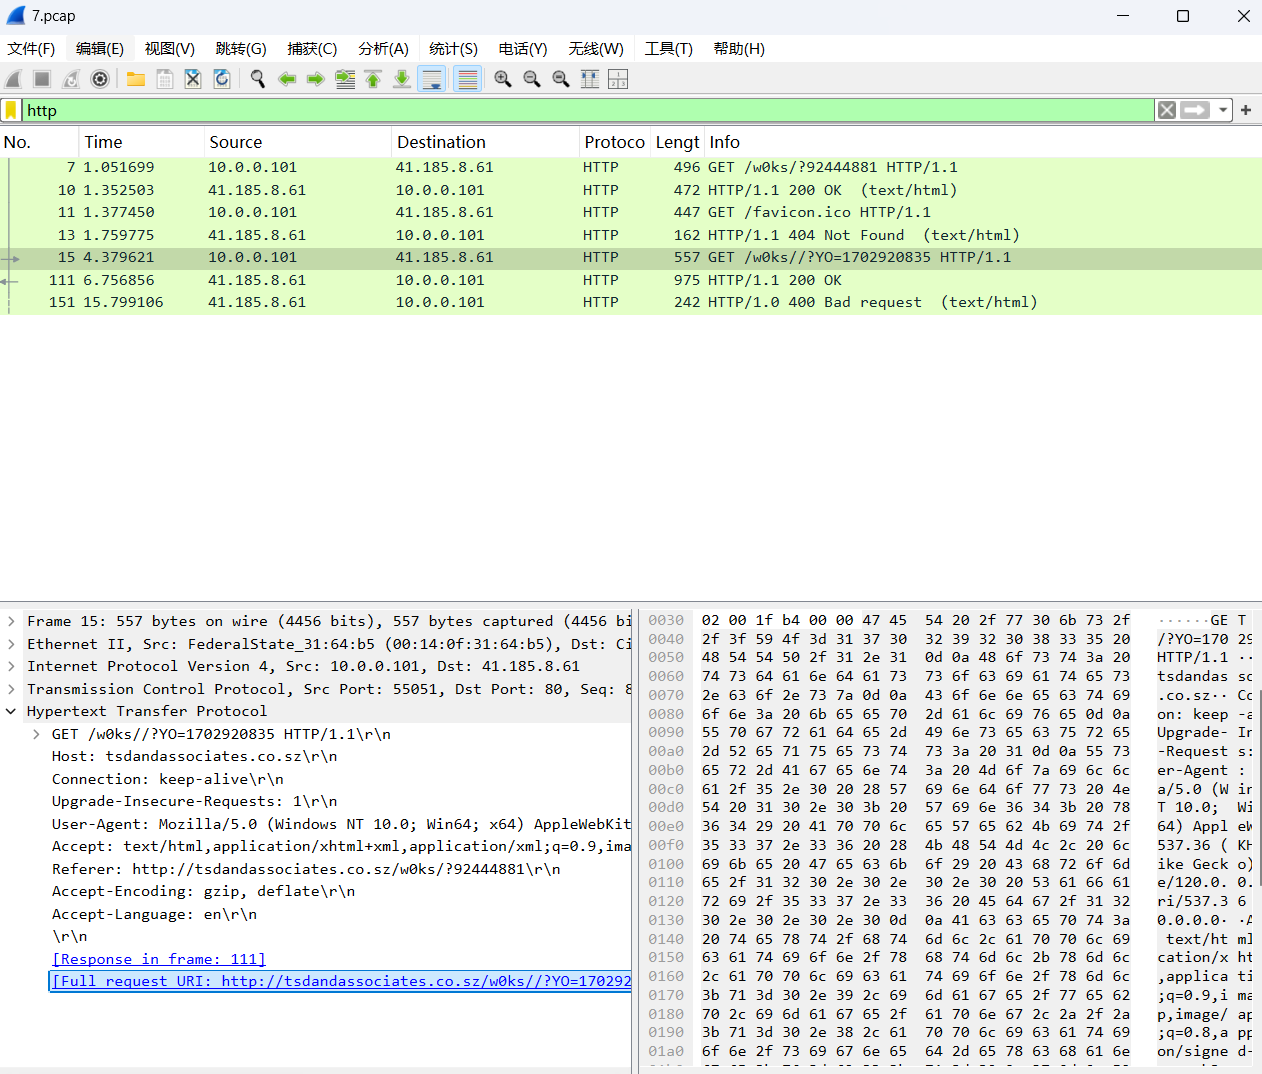 7.pcap
文件(F) 编辑(E) 视图(V) 跳转(G) 捕获(C) 分析(A) 统计(S) 电话(Y) 无线(W) 工具(T) 帮助(H)
http
No. Time Source Destination Protoco Lengt Info
7 1.051699 10.0.0.101 41.185.8.61 HTTP 496 GET /w0ks/?92444881 HTTP/1.1
10 1.352503 41.185.8.61 10.0.0.101 HTTP 472 HTTP/1.1 200 OK (text/html)
11 1.377450 10.0.0.101 41.185.8.61 HTTP 447 GET /favicon.ico HTTP/1.1
13 1.759775 41.185.8.61 10.0.0.101 HTTP 162 HTTP/1.1 404 Not Found (text/html)
15 4.379621 10.0.0.101 41.185.8.61 HTTP 557 GET /w0ks//?YO=1702920835 HTTP/1.1
111 6.756856 41.185.8.61 10.0.0.101 HTTP 975 HTTP/1.1 200 OK
151 15.799106 41.185.8.61 10.0.0.101 HTTP 242 HTTP/1.0 400 Bad request (text/html)
Frame 15: 557 bytes on wire (4456 bits), 557 bytes captured (4456 bi
Ethernet II, Src: FederalState_31:64:b5 (00:14:0f:31:64:b5), Dst: Ci
Internet Protocol Version 4, Src: 10.0.0.101, Dst: 41.185.8.61
Transmission Control Protocol, Src Port: 55051, Dst Port: 80, Seq: 8
Hypertext Transfer Protocol
GET /w0ks//?YO=1702920835 HTTP/1.1\r\n
Host: tsdandassociates.co.sz\r\n
Connection: keep-alive\r\n
Upgrade-Insecure-Requests: 1\r\n
User-Agent: Mozilla/5.0 (Windows NT 10.0; Win64; x64) AppleWebKit
Accept: text/html,application/xhtml+xml,application/xml;q=0.9,ima
Referer: http://tsdandassociates.co.sz/w0ks/?92444881\r\n
Accept-Encoding: gzip, deflate\r\n
Accept-Language: en\r\n
\r\n
[Response in frame: 111]
[Full request URI: http://tsdandassociates.co.sz/w0ks//?YO=170292
0030 02 00 1f b4 00 00 47 45 54 20 2f 77 30 6b 73 2f ······GE T
0040 2f 3f 59 4f 3d 31 37 30 32 39 32 30 38 33 35 20 /?YO=170 29
0050 48 54 54 50 2f 31 2e 31 0d 0a 48 6f 73 74 3a 20 HTTP/1.1 ··
0060 74 73 64 61 6e 64 61 73 73 6f 63 69 61 74 65 73 tsdandas so
0070 2e 63 6f 2e 73 7a 0d 0a 43 6f 6e 6e 65 63 74 69 .co.sz·· Co
0080 6f 6e 3a 20 6b 65 65 70 2d 61 6c 69 76 65 0d 0a on: keep -a
0090 55 70 67 72 61 64 65 2d 49 6e 73 65 63 75 72 65 Upgrade- In
00a0 2d 52 65 71 75 65 73 74 73 3a 20 31 0d 0a 55 73 -Request s:
00b0 65 72 2d 41 67 65 6e 74 3a 20 4d 6f 7a 69 6c 6c er-Agent :
00c0 61 2f 35 2e 30 20 28 57 69 6e 64 6f 77 73 20 4e a/5.0 (W in
00d0 54 20 31 30 2e 30 3b 20 57 69 6e 36 34 3b 20 78 T 10.0; Wi
00e0 36 34 29 20 41 70 70 6c 65 57 65 62 4b 69 74 2f 64) Appl eW
00f0 35 33 37 2e 33 36 20 28 4b 48 54 4d 4c 2c 20 6c 537.36 ( KH
0100 69 6b 65 20 47 65 63 6b 6f 29 20 43 68 72 6f 6d ike Geck o)
0110 65 2f 31 32 30 2e 30 2e 30 2e 30 20 53 61 66 61 e/120.0. 0.
0120 72 69 2f 35 33 37 2e 33 36 20 45 64 67 2f 31 32 ri/537.3 6
0130 30 2e 30 2e 30 2e 30 0d 0a 41 63 63 65 70 74 3a 0.0.0.0· ·A
0140 20 74 65 78 74 2f 68 74 6d 6c 2c 61 70 70 6c 69 text/ht ml
0150 63 61 74 69 6f 6e 2f 78 68 74 6d 6c 2b 78 6d 6c cation/x ht
0160 2c 61 70 70 6c 69 63 61 74 69 6f 6e 2f 78 6d 6c ,applica ti
0170 3b 71 3d 30 2e 39 2c 69 6d 61 67 65 2f 77 65 62 ;q=0.9,i ma
0180 70 2c 69 6d 61 67 65 2f 61 70 6e 67 2c 2a 2f 2a p,image/ ap
0190 3b 71 3d 30 2e 38 2c 61 70 70 6c 69 63 61 74 69 ;q=0.8,a pp
01a0 6f 6e 2f 73 69 67 6e 65 64 2d 65 78 63 68 61 6e on/signe d-